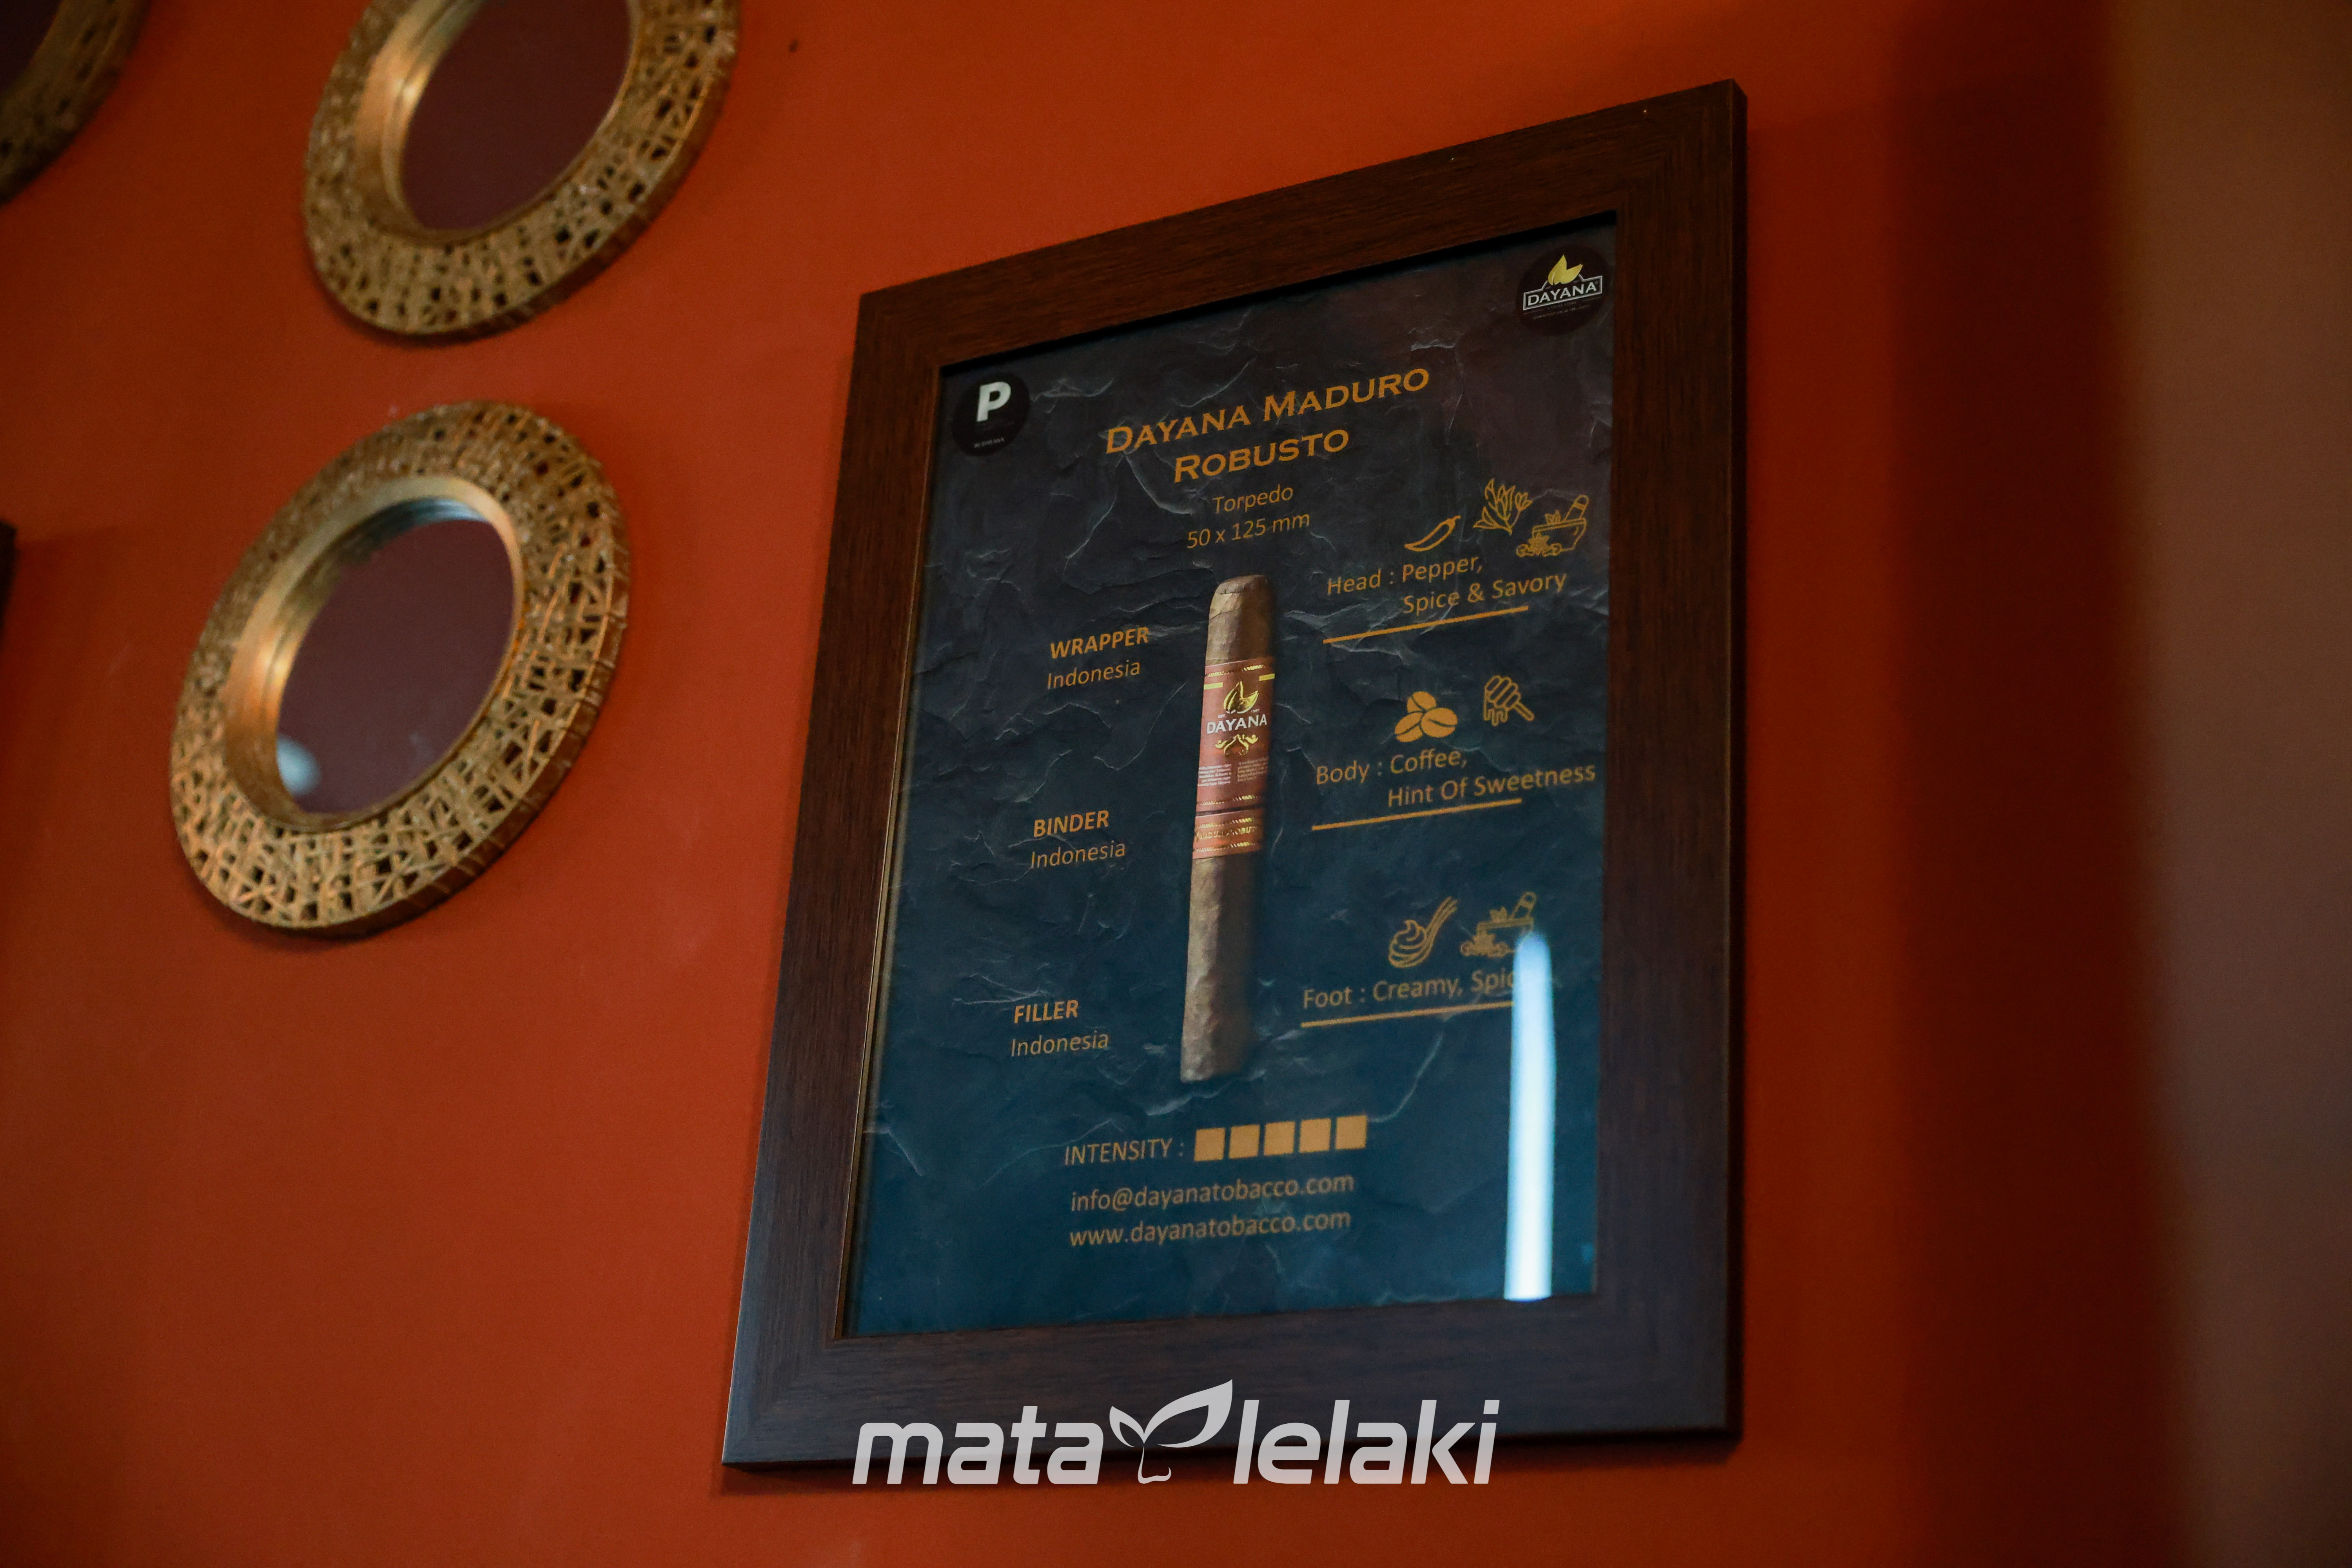 DAYANA
P
DAYANA MADURO
ROBUSTO
Torpedo
50 x 125 mm
Head : Pepper,
Spice & Savory
WRAPPER
Indonesia
DAYANA
Body : Coffee,
Hint Of Sweetness
BINDER
Indonesia
Foot : Creamy,
FILLER
Indonesia
INTENSITY :
info@dayanatobacco.com
www.dayanatobacco.com
mata lelaki